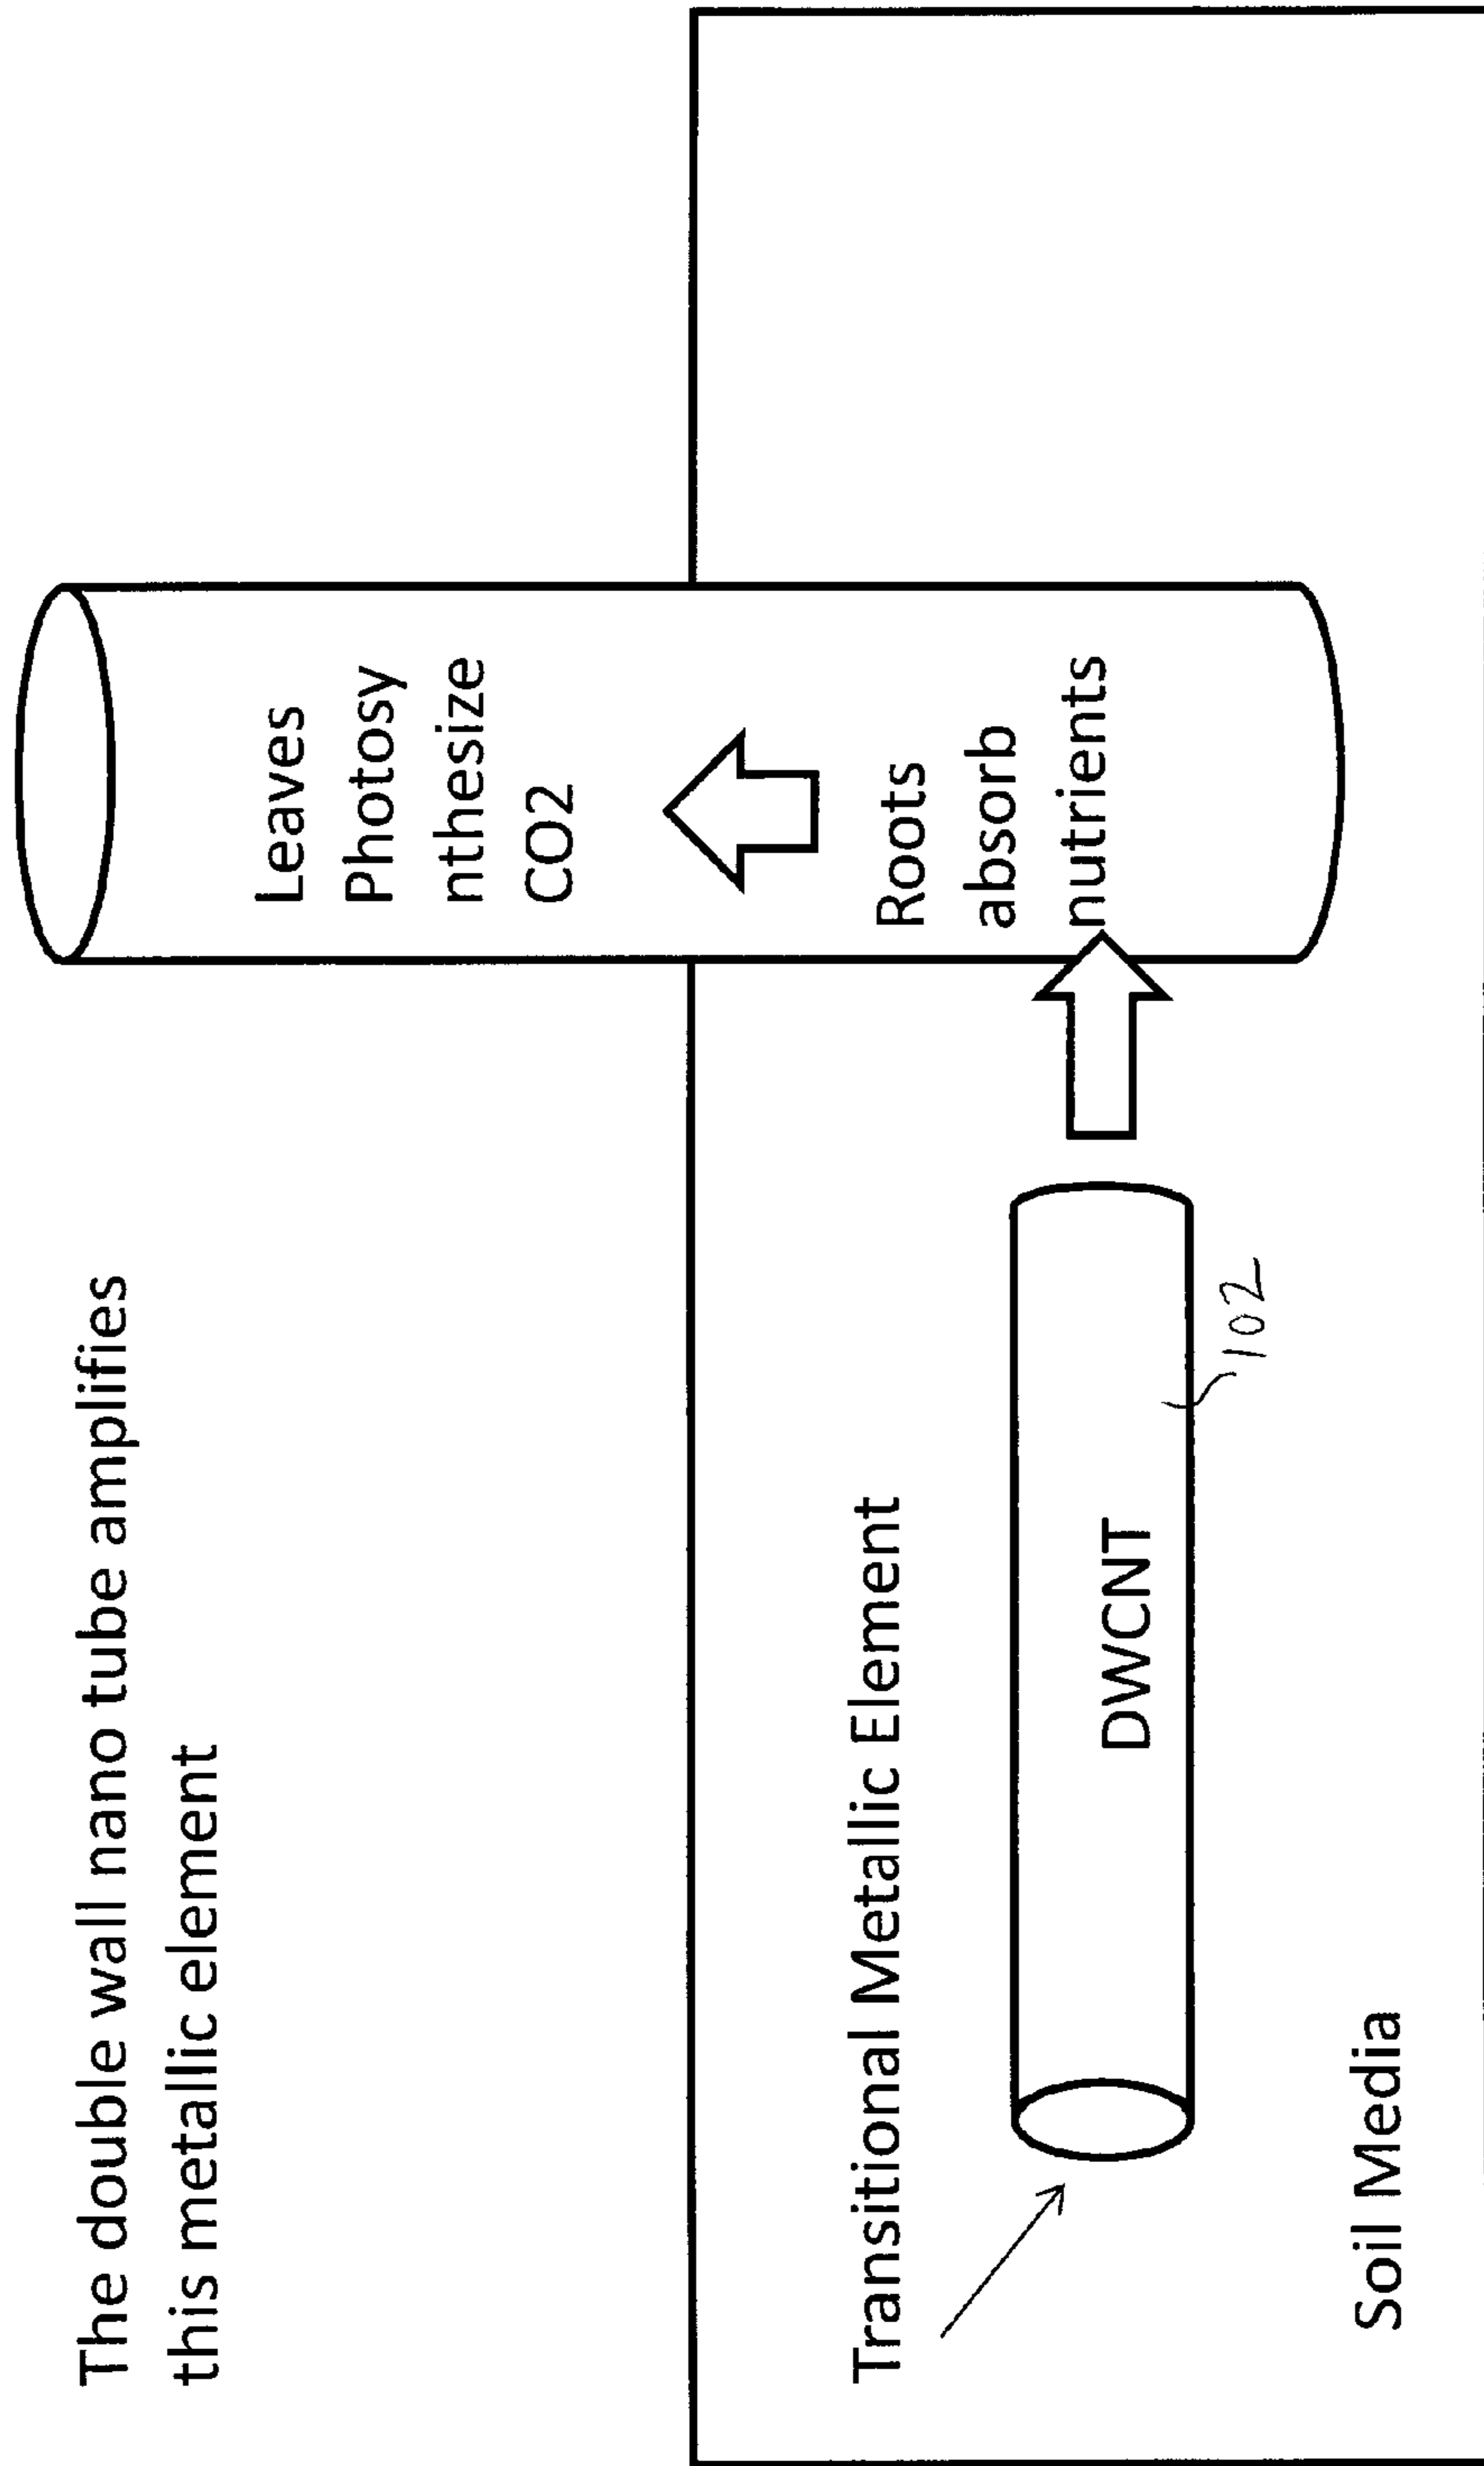 The double wall nano tube amplifies
this metallic element
Leaves
Photosy
nthesize
CO2
Roots
absorb
nutrients
Transitional Metallic Element
DWCNT
102
Soil Media